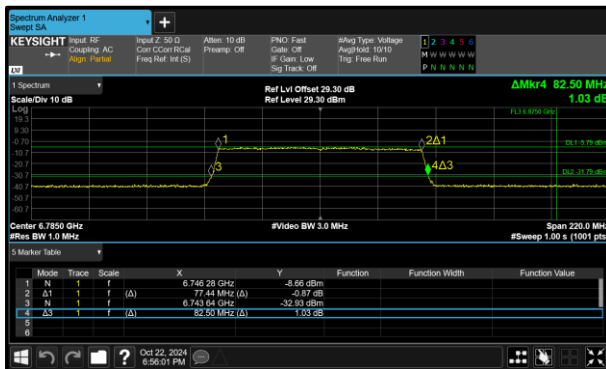 Spectrum Analyzer 1
Swept SA
KEYSIGHT Input: RF Input Z: 50 Ω Atten: 10 dB PNO: Fast #Avg Type: Voltage 1 2 3 4 5 6
Coupling: AC Corr CCorr RCal Preamp: Off Gate: Off Avg|Hold: 10/10 M W W W W W
Align: Partial Freq Ref: Int (S) IF Gain: Low Trig: Free Run P N N N N N
Sig Track: Off
LXI
1 Spectrum Ref Lvl Offset 29.30 dB ΔMkr4 82.50 MHz
Scale/Div 10 dB Ref Level 29.30 dBm 1.03 dB
Log FL3 6.8750 GHz
19.3
9.30
-0.70 1 2Δ1 DL1 -5.79 dBm
-10.7
-20.7 3 4Δ3
-30.7 DL2 -31.79 dBm
-40.7
-50.7
-60.7
Center 6.7850 GHz #Video BW 3.0 MHz Span 220.0 MHz
#Res BW 1.0 MHz #Sweep 1.00 s (1001 pts)
5 Marker Table
Mode Trace Scale X Y Function Function Width Function Value
1 N 1 f 6.746 28 GHz -8.66 dBm
2 Δ1 1 f (Δ) 77.44 MHz (Δ) -0.87 dB
3 N 1 f 6.743 64 GHz -32.93 dBm
4 Δ3 1 f (Δ) 82.50 MHz (Δ) 1.03 dB
5
6
? Oct 22, 2024
6:56:01 PM